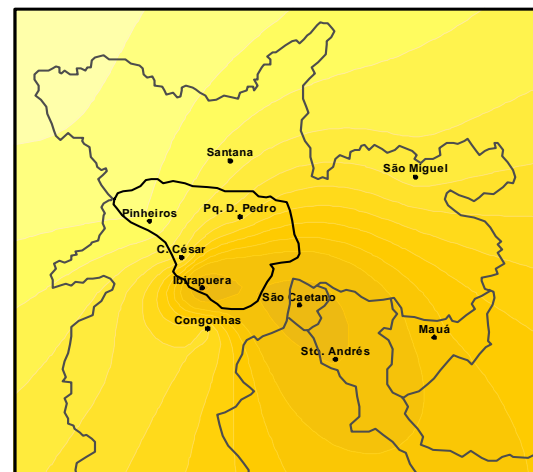 Santana
São Miguel
Pinheiros
Pq. D. Pedro
C. César
Ibirapuera
São Caetano
Congonhas
Mauá
Sto. Andrés